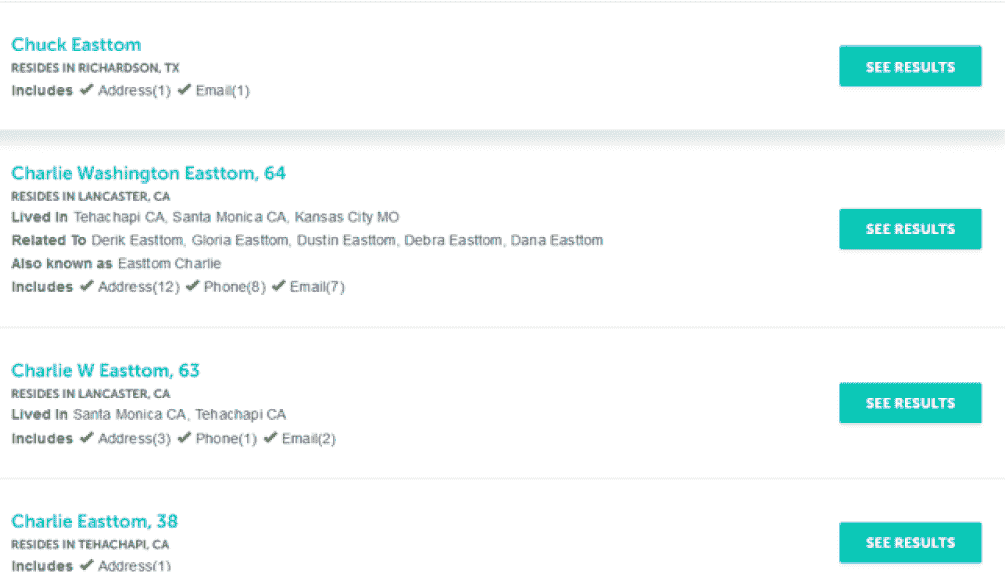 Chuck Easttom
RESIDES IN RICHARDSON, TX
Includes ✔ Address(1) ✔ Email(1)
SEE RESULTS
Charlie Washington Easttom, 64
RESIDES IN LANCASTER, CA
Lived In Tehachapi CA, Santa Monica CA, Kansas City MO
Related To Derik Easttom, Gloria Easttom, Dustin Easttom, Debra Easttom, Dana Easttom
Also known as Easttom Charlie
Includes ✔ Address(12) ✔ Phone(8) ✔ Email(7)
SEE RESULTS
Charlie W Easttom, 63
RESIDES IN LANCASTER, CA
Lived In Santa Monica CA, Tehachapi CA
Includes ✔ Address(3) ✔ Phone(1) ✔ Email(2)
SEE RESULTS
Charlie Easttom, 38
RESIDES IN TEHACHAPI, CA
Includes ✔ Address(1)
SEE RESULTS